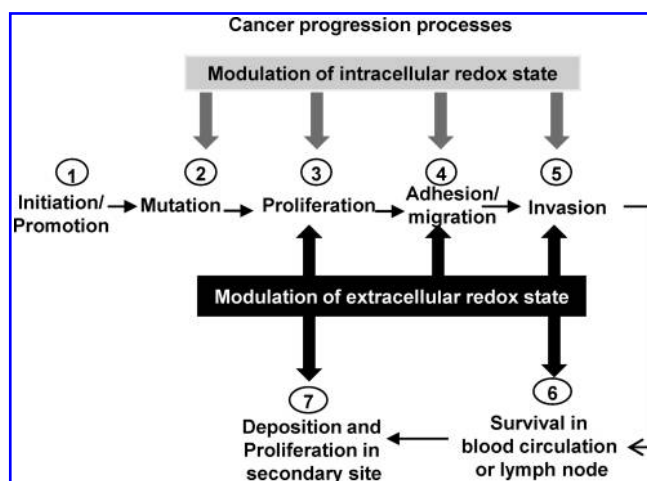 Cancer progression processes
Modulation of intracellular redox state
1
Initiation/
Promotion
2
Mutation
3
Proliferation
4
Adhesion/
migration
5
Invasion
Modulation of extracellular redox state
7
Deposition and
Proliferation in
secondary site
6
Survival in
blood circulation
or lymph node